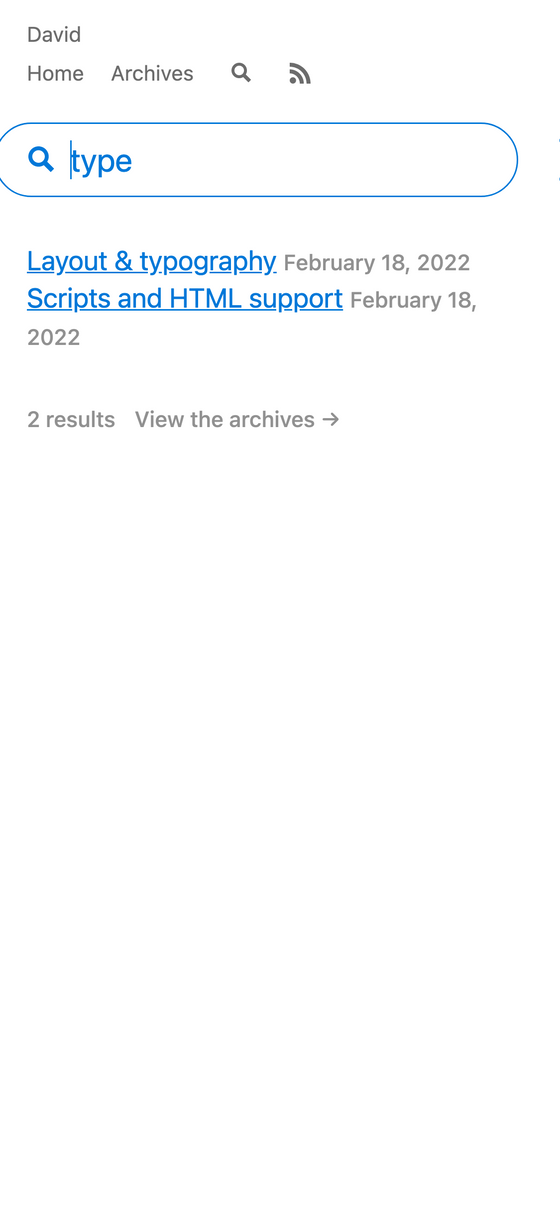 David
Home Archives
type
Layout & typography February 18, 2022
Scripts and HTML support February 18,
2022
2 results View the archives →